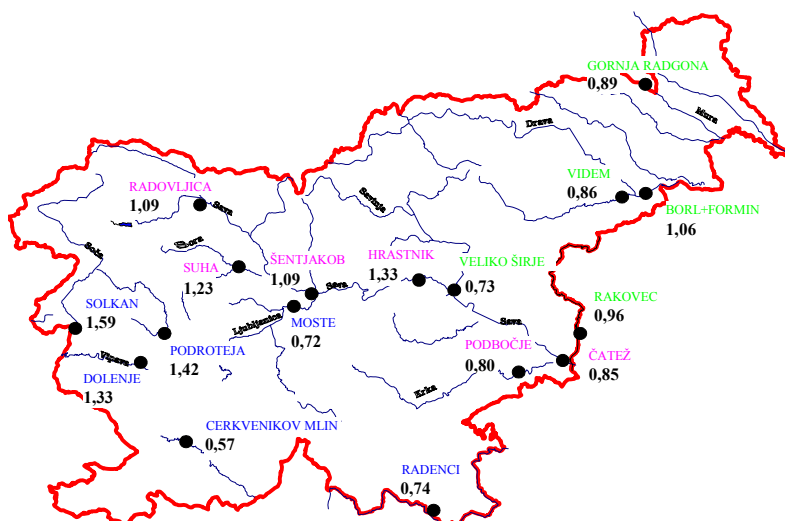 GORNJA RADGONA
0,89
Mura
Drava
VIDEM
0,86
BORL+FORMIN
1,06
RADOVLJICA
1,09
Sava
Savinja
Sora
Soča
SUHA
1,23
ŠENTJAKOB
1,09
Sava
HRASTNIK
1,33
VELIKO ŠIRJE
0,73
SOLKAN
1,59
Ljubljanica
MOSTE
0,72
Sava
RAKOVEC
0,96
Vipava
PODROTEJA
1,42
DOLENJE
1,33
PODBOČJE
0,80
ČATEŽ
0,85
Krka
CERKVENIKOV MLIN
0,57
RADENCI
0,74